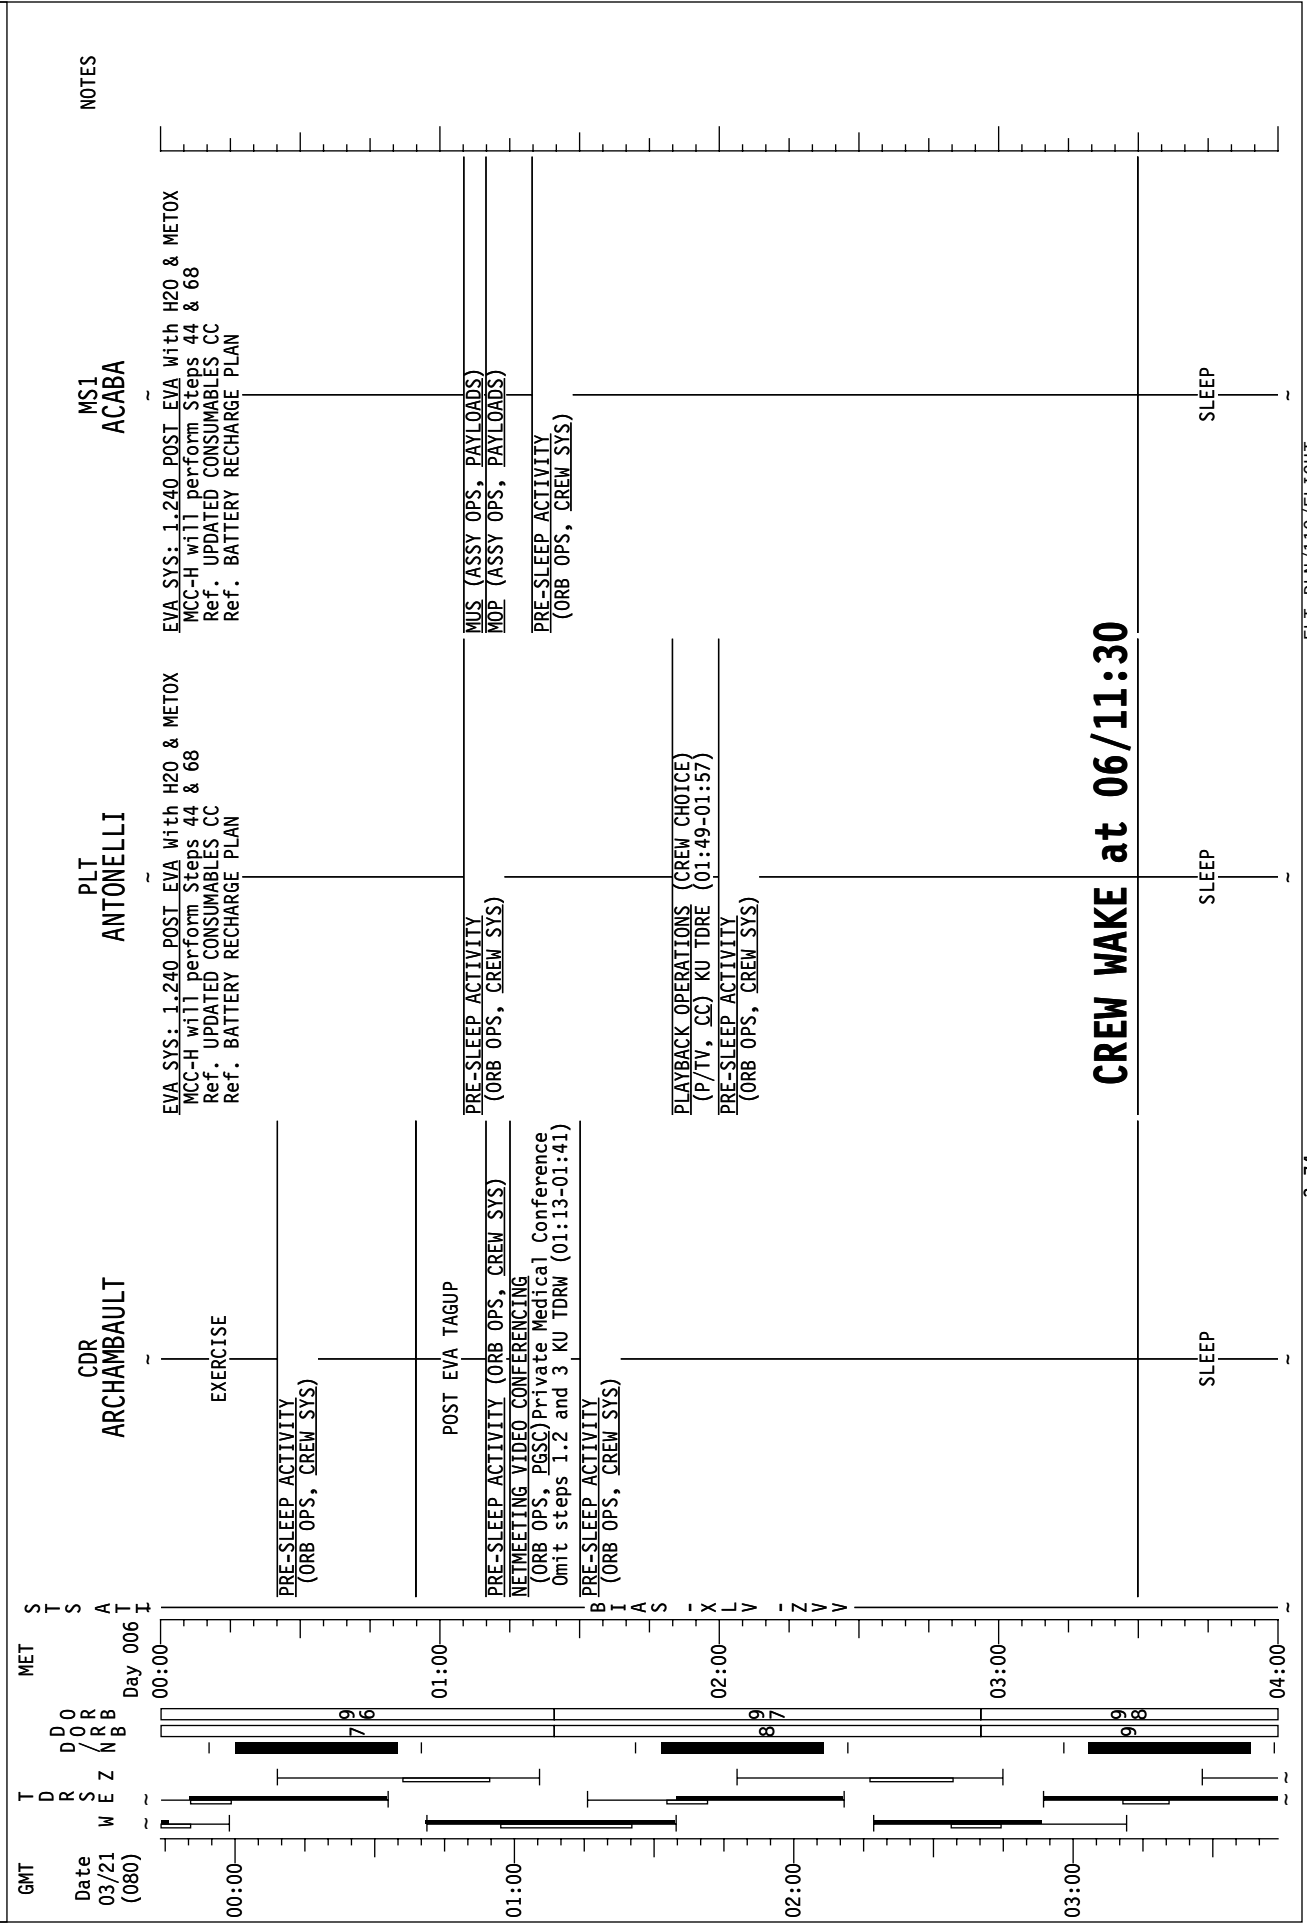 GMT
Date
03/21
(080)
00:00
01:00
02:00
03:00
T
D
R
S
W E Z
D D O
/ O R
N R B
B
7
8
9
96
97
98
MET
Day 006
00:00
01:00
02:00
03:00
04:00
S
T
S
A
T
T
I
B
I
A
S
-
X
L
V
-
Z
V
V
CDR
ARCHAMBAULT
EXERCISE
PRE-SLEEP ACTIVITY
(ORB OPS, CREW SYS)
POST EVA TAGUP
PRE-SLEEP ACTIVITY (ORB OPS, CREW SYS)
NETMEETING VIDEO CONFERENCING
(ORB OPS, PGSC)Private Medical Conference
Omit steps 1.2 and 3 KU TDRW (01:13-01:41)
PRE-SLEEP ACTIVITY
(ORB OPS, CREW SYS)
SLEEP
PLT
ANTONELLI
EVA SYS: 1.240 POST EVA With H20 & METOX
MCC-H will perform Steps 44 & 68
Ref. UPDATED CONSUMABLES CC
Ref. BATTERY RECHARGE PLAN
PRE-SLEEP ACTIVITY
(ORB OPS, CREW SYS)
PLAYBACK OPERATIONS (CREW CHOICE)
(P/TV, CC) KU TDRE (01:49-01:57)
PRE-SLEEP ACTIVITY
(ORB OPS, CREW SYS)
CREW WAKE at 06/11:30
SLEEP
MS1
ACABA
EVA SYS: 1.240 POST EVA With H20 & METOX
MCC-H will perform Steps 44 & 68
Ref. UPDATED CONSUMABLES CC
Ref. BATTERY RECHARGE PLAN
MUS (ASSY OPS, PAYLOADS)
MOP (ASSY OPS, PAYLOADS)
PRE-SLEEP ACTIVITY
(ORB OPS, CREW SYS)
SLEEP
NOTES